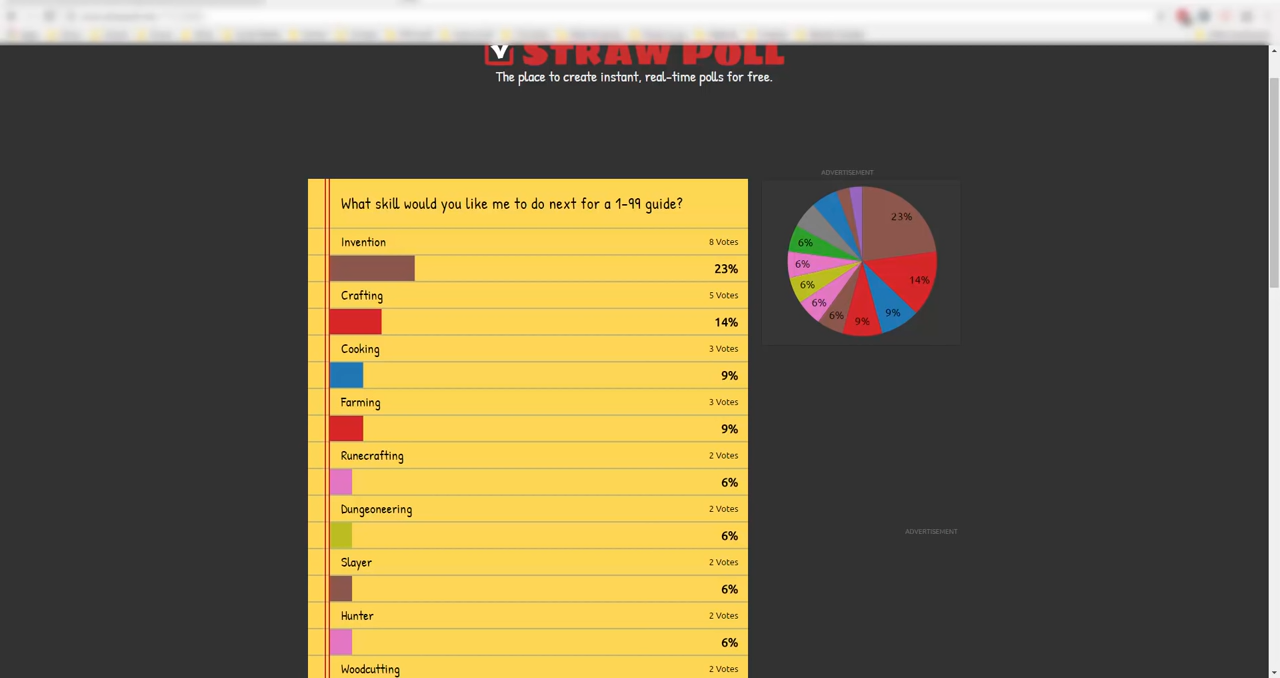 STRAW POLL
The place to create instant, real-time polls for free.
ADVERTISEMENT
What skill would you like me to do next for a 1-99 guide?
Invention 8 Votes
23%
Crafting 5 Votes
14%
Cooking 3 Votes
9%
Farming 3 Votes
9%
Runecrafting 2 Votes
6%
Dungeoneering 2 Votes
6%
Slayer 2 Votes
6%
Hunter 2 Votes
6%
Woodcutting 2 Votes
23%
14%
9%
9%
6%
6%
6%
6%
6%
ADVERTISEMENT